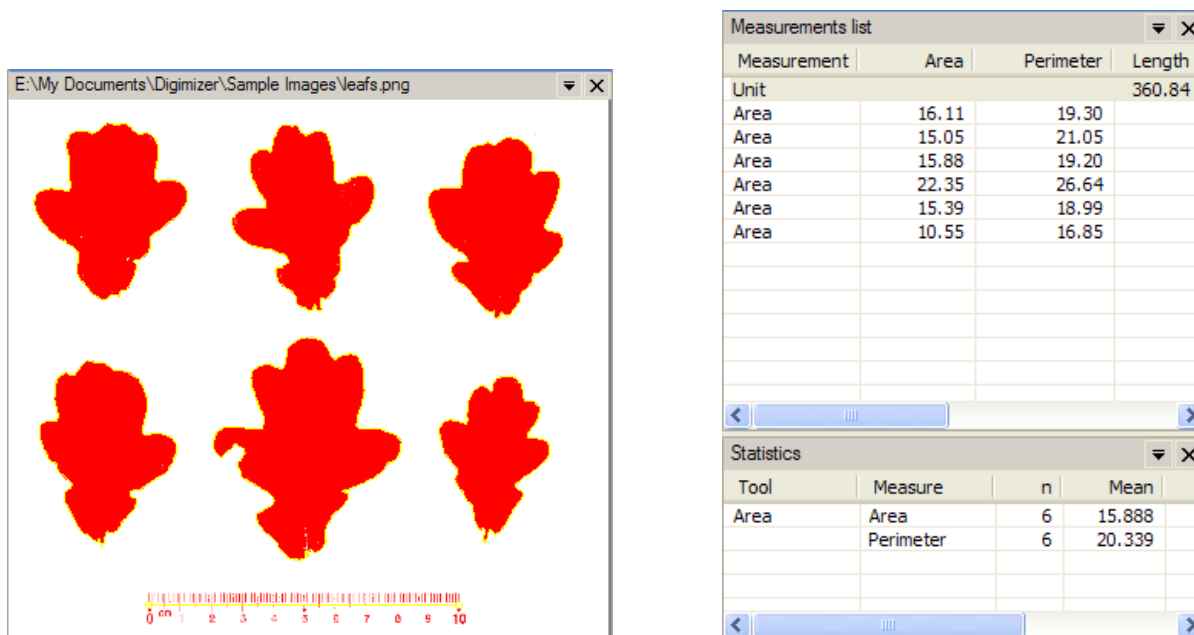 E:\My Documents\Digimizer\Sample Images\leafs.png
0 cm 1 2 3 4 5 6 7 8 9 10
Measurements list
Measurement Area Perimeter Length
Unit 360.84
Area 16.11 19.30
Area 15.05 21.05
Area 15.88 19.20
Area 22.35 26.64
Area 15.39 18.99
Area 10.55 16.85
Statistics
Tool Measure n Mean
Area Area 6 15.888
Perimeter 6 20.339